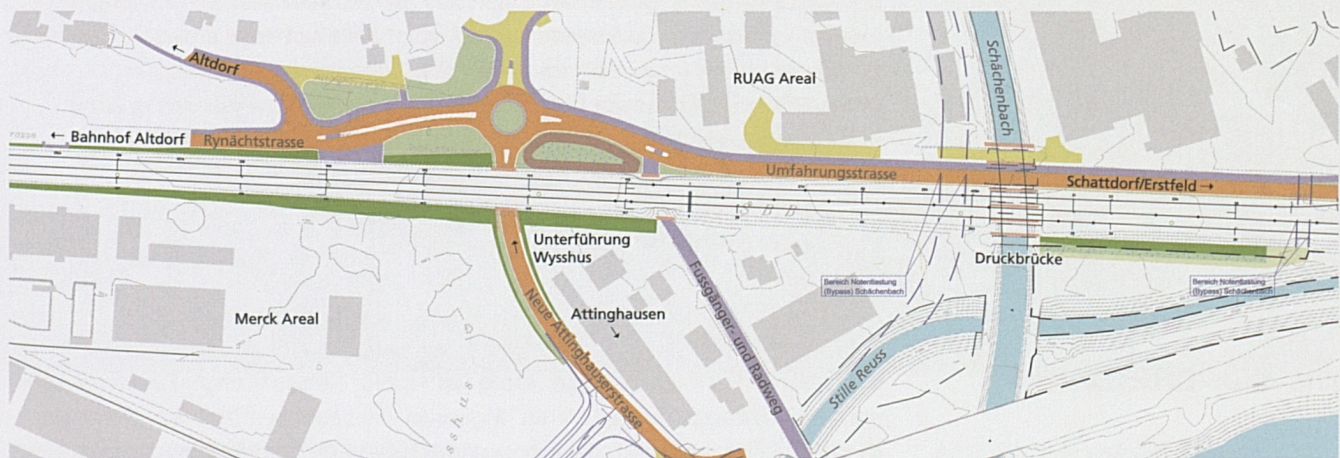 ← Altdorf
← Bahnhof Altdorf
Rynächtstrasse
RUAG Areal
Schächenbach
Umfahrungsstrasse
Schattdorf/Erstfeld →
S B B
Unterführung
Wysshus
Druckbrücke
Bereich Notentlastung
(Bypass) Schächenbach
Bereich Notentlastung
(Bypass) Schächenbach
Merck Areal
Attinghausen
Neue Attinghauserstrasse
Fussgänger- und Radweg
Stille Reuss
s s h u s